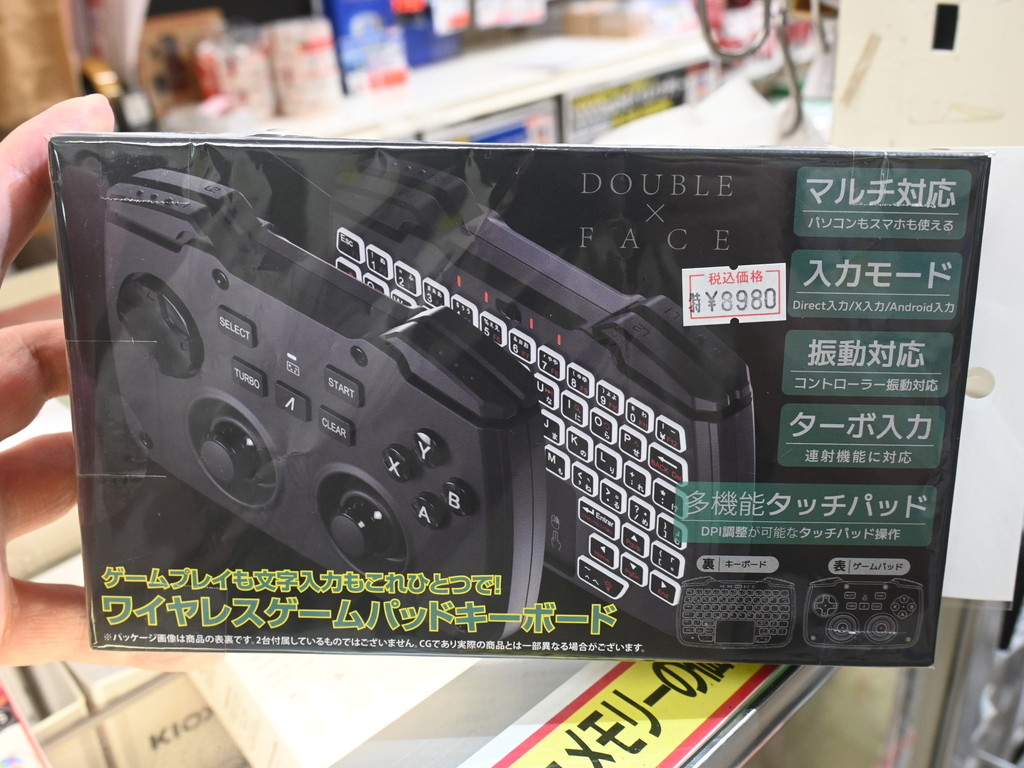 DOUBLE
×
FACE
税込価格
特¥8980
マルチ対応
パソコンもスマホも使える
入力モード
Direct入力/X入力/Android入力
振動対応
コントローラー振動対応
ターボ入力
連射機能に対応
多機能タッチパッド
DPI調整が可能なタッチパッド操作
裏 キーボード
表 ゲームパッド
SELECT
START
TURBO
CLEAR
Y
X
B
A
Esc
Enter
ゲームプレイも文字入力もこれひとつで!
ワイヤレスゲームパッドキーボード
※パッケージ画像は商品の表裏です。2台付属しているものではございません。CGであり実際の商品とは一部異なる場合がございます。
KIOX
メモリーの